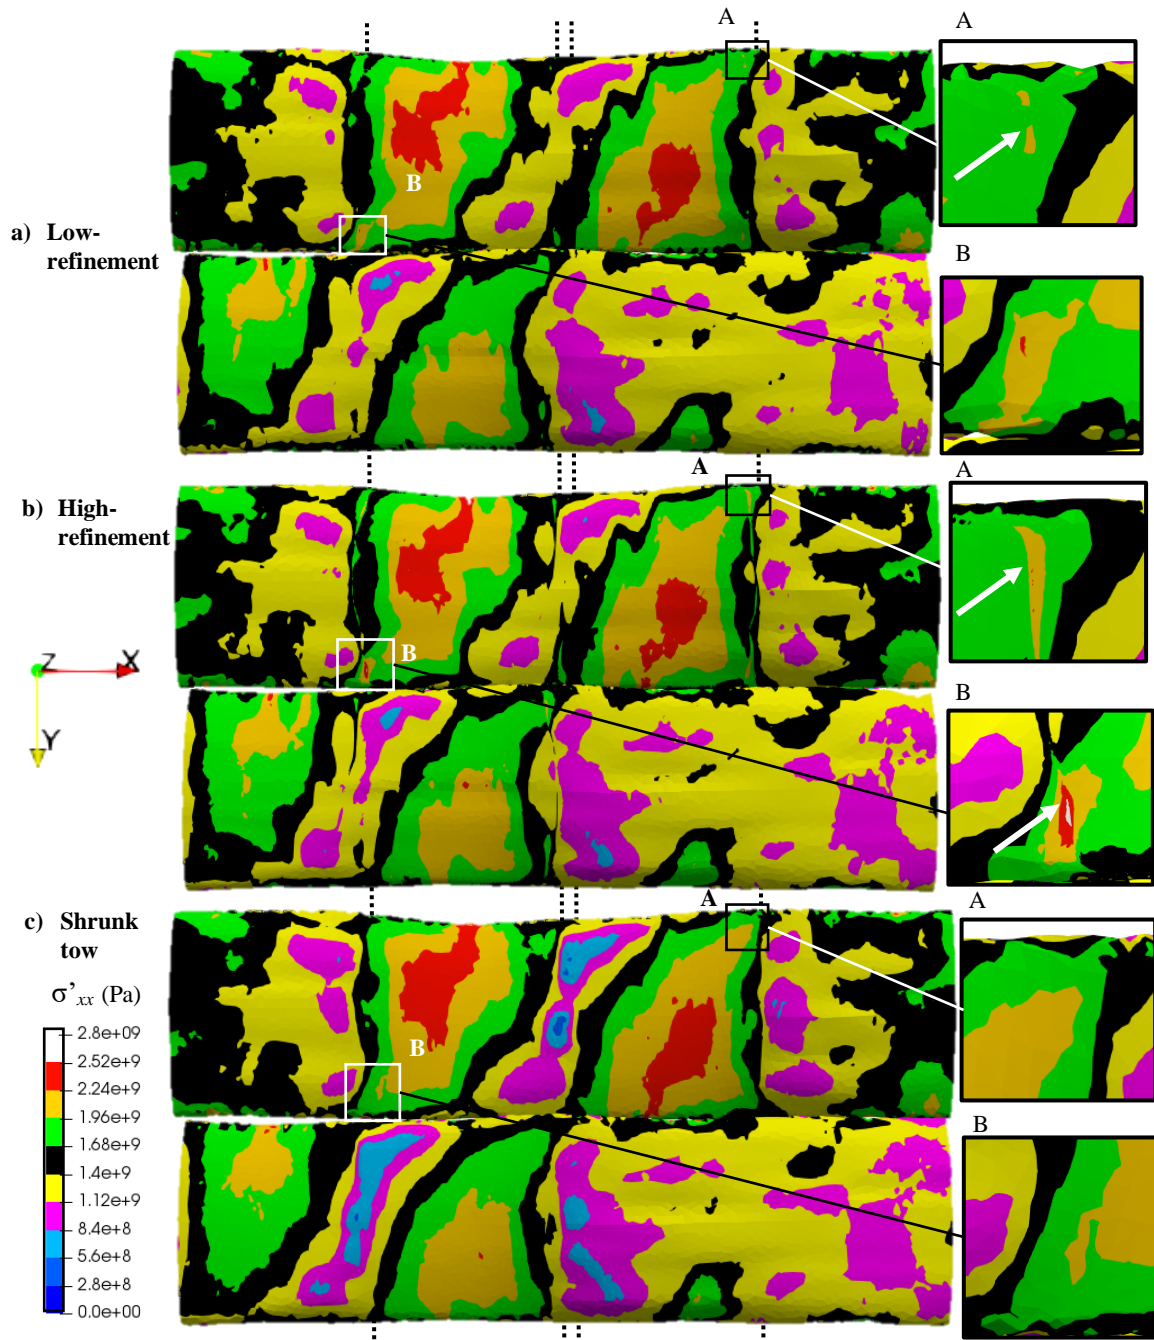 A
A
B
a) Low-
refinement
B
A
A
b) High-
refinement
B
Z X
Y
B
A
A
c) Shrunk
tow
σ’xx (Pa)
2.8e+09
2.52e+9
2.24e+9
1.96e+9
1.68e+9
1.4e+9
1.12e+9
8.4e+8
5.6e+8
2.8e+8
0.0e+00
B
B